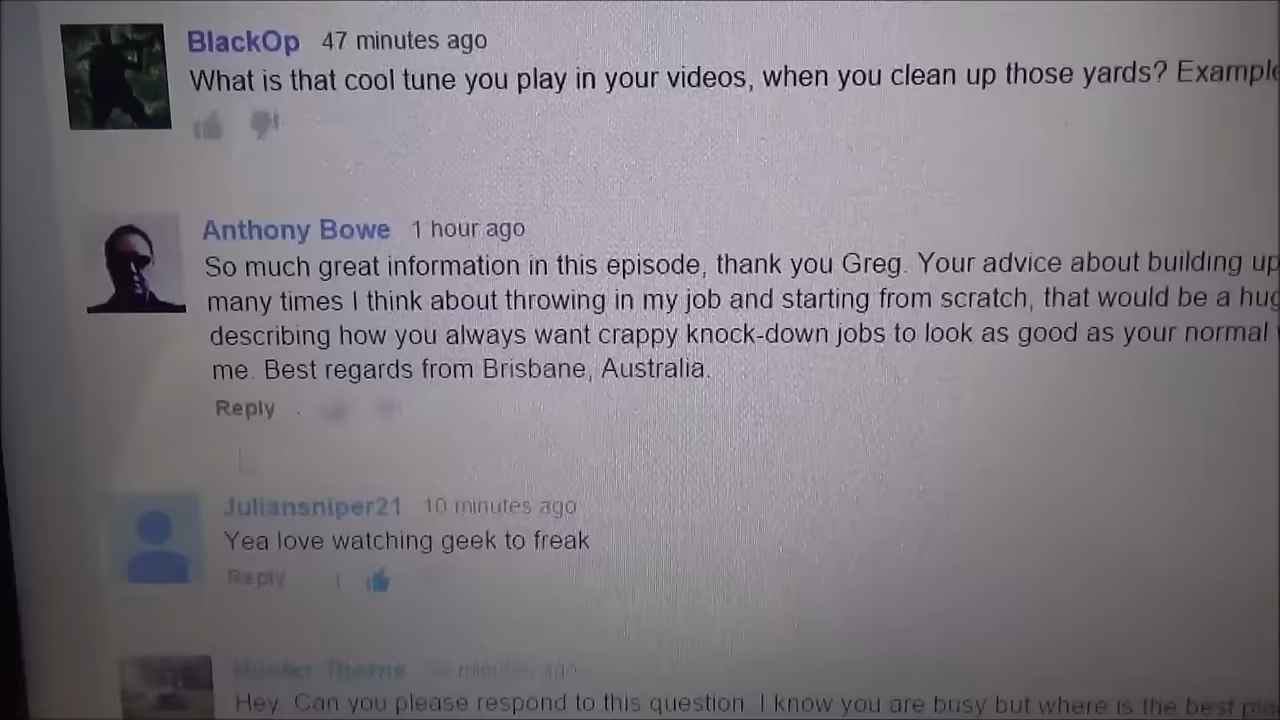 BlackOp 47 minutes ago
What is that cool tune you play in your videos, when you clean up those yards? Example
Anthony Bowe 1 hour ago
So much great information in this episode, thank you Greg. Your advice about building up
many times I think about throwing in my job and starting from scratch, that would be a
describing how you always want crappy knock-down jobs to look as good as your normal
me. Best regards from Brisbane, Australia.
Reply
Juliansniper21 10 minutes ago
Yea love watching geek to freak
Reply
Hunter minutes ago
Hey. Can you please respond to this question. I know you are busy but where is the best